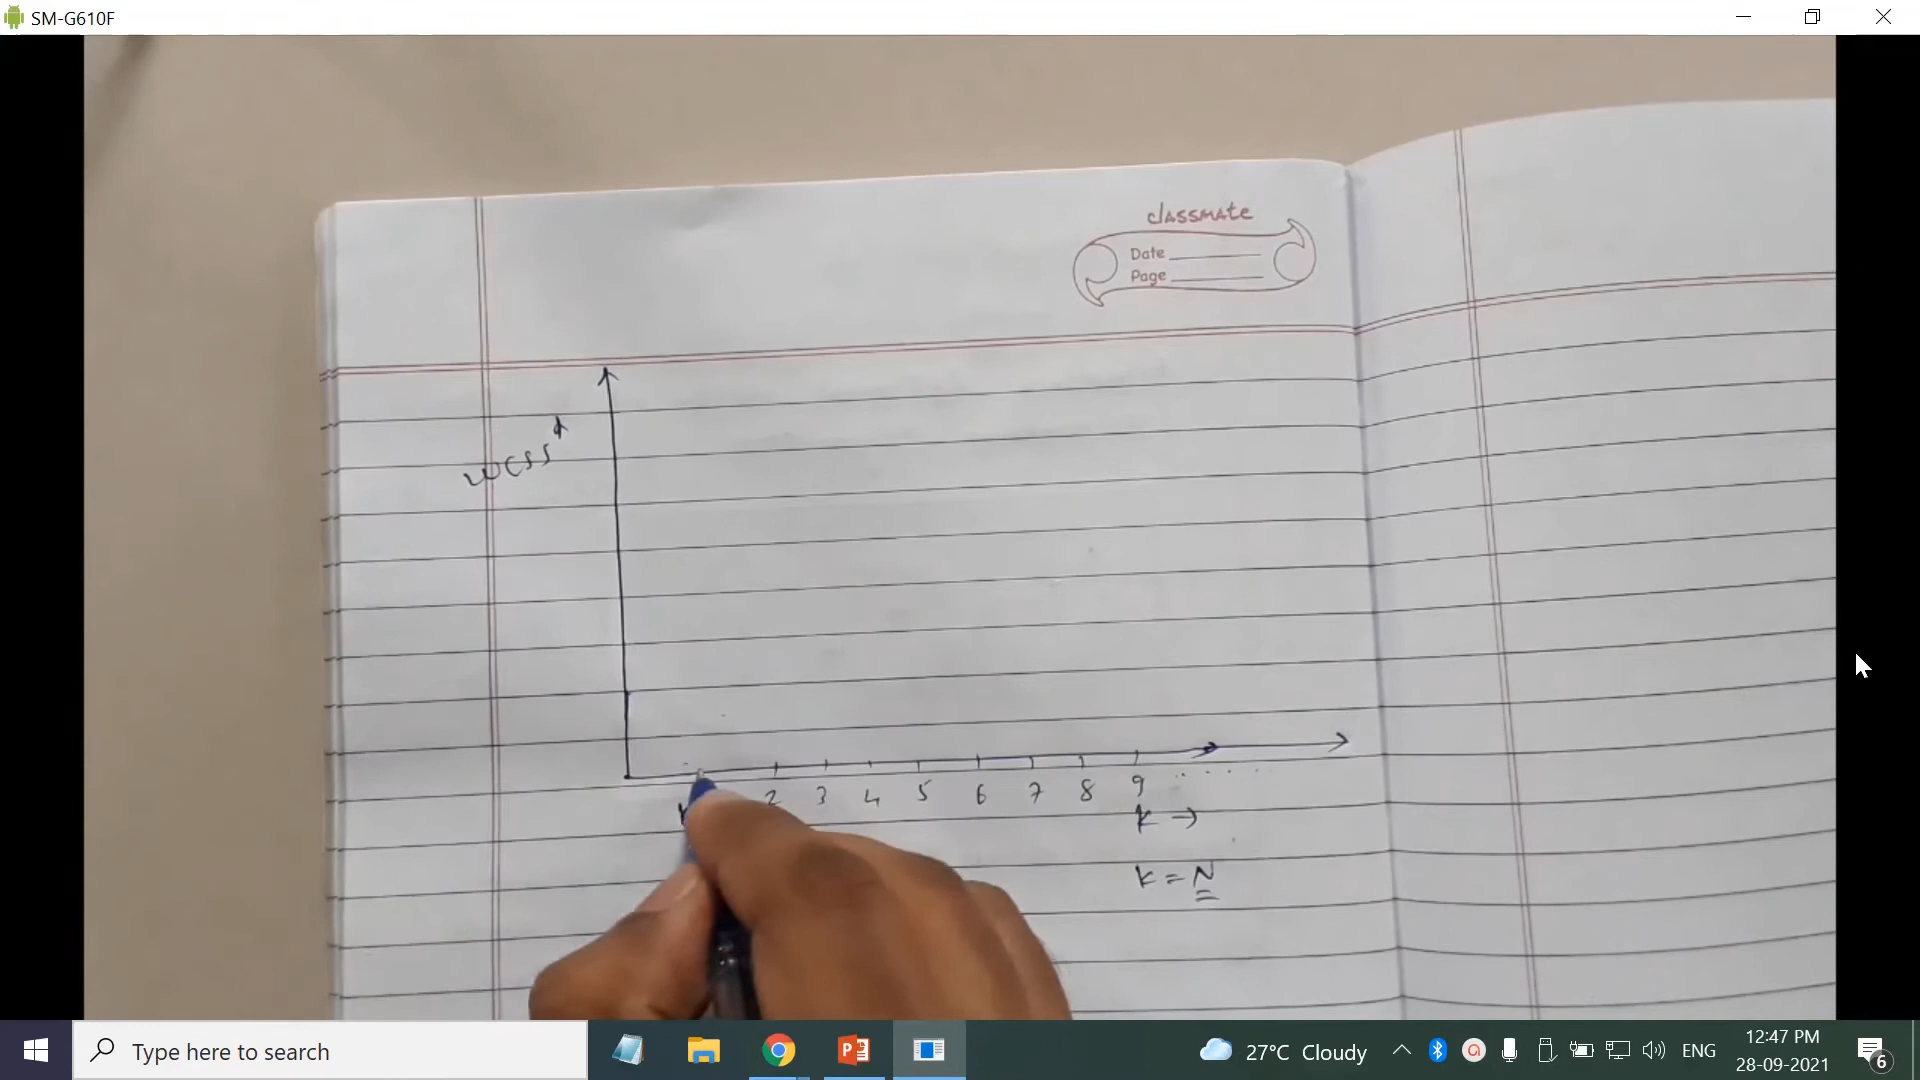 SM-G610F
classmate
Date
Page
WCSS
2 3 4 5 6 7 8 9
k →
k = N
Type here to search
27°C Cloudy
ENG
12:47 PM
28-09-2021
6